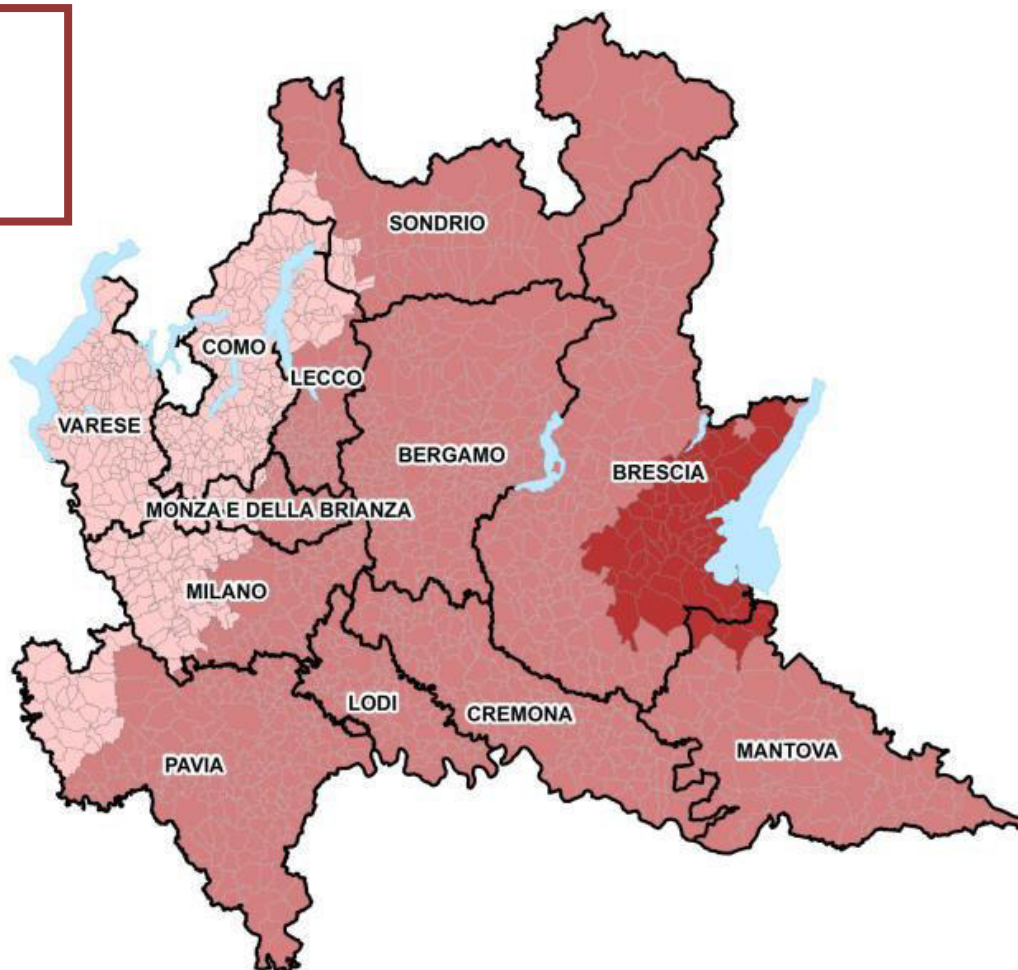 SONDRIO
COMO
LECCO
VARESE
BERGAMO
BRESCIA
MONZA E DELLA BRIANZA
MILANO
LODI
CREMONA
MANTOVA
PAVIA